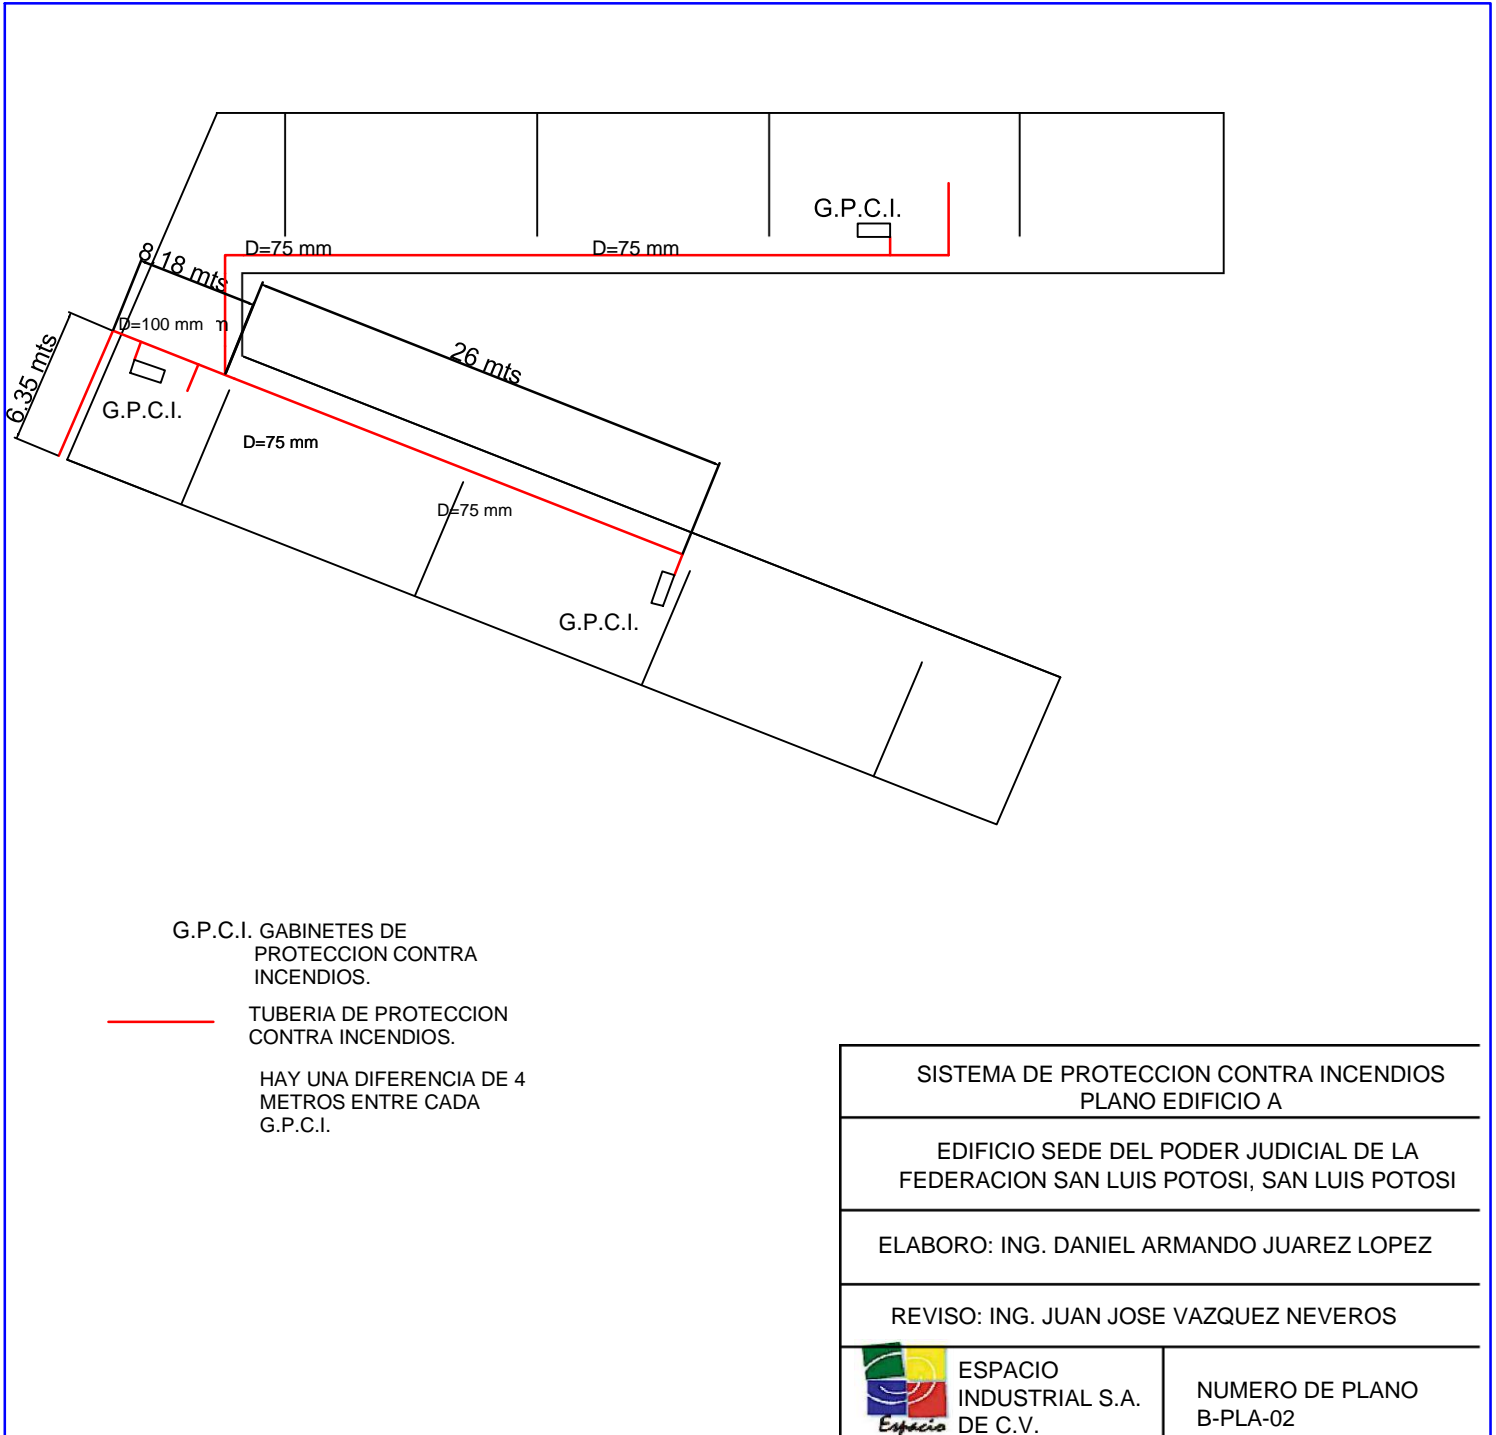 G.P.C.I.
D=75 mm
D=75 mm
8,18 mts
D=100 mm
6,35 mts
26 mts
G.P.C.I.
D=75 mm
D=75 mm
G.P.C.I.
G.P.C.I. GABINETES DE
PROTECCION CONTRA
INCENDIOS.
TUBERIA DE PROTECCION
CONTRA INCENDIOS.
HAY UNA DIFERENCIA DE 4
METROS ENTRE CADA
G.P.C.I.
SISTEMA DE PROTECCION CONTRA INCENDIOS
PLANO EDIFICIO A
EDIFICIO SEDE DEL PODER JUDICIAL DE LA
FEDERACION SAN LUIS POTOSI, SAN LUIS POTOSI
ELABORO: ING. DANIEL ARMANDO JUAREZ LOPEZ
REVISO: ING. JUAN JOSE VAZQUEZ NEVEROS
Espacio
ESPACIO
INDUSTRIAL S.A.
DE C.V.
NUMERO DE PLANO
B-PLA-02